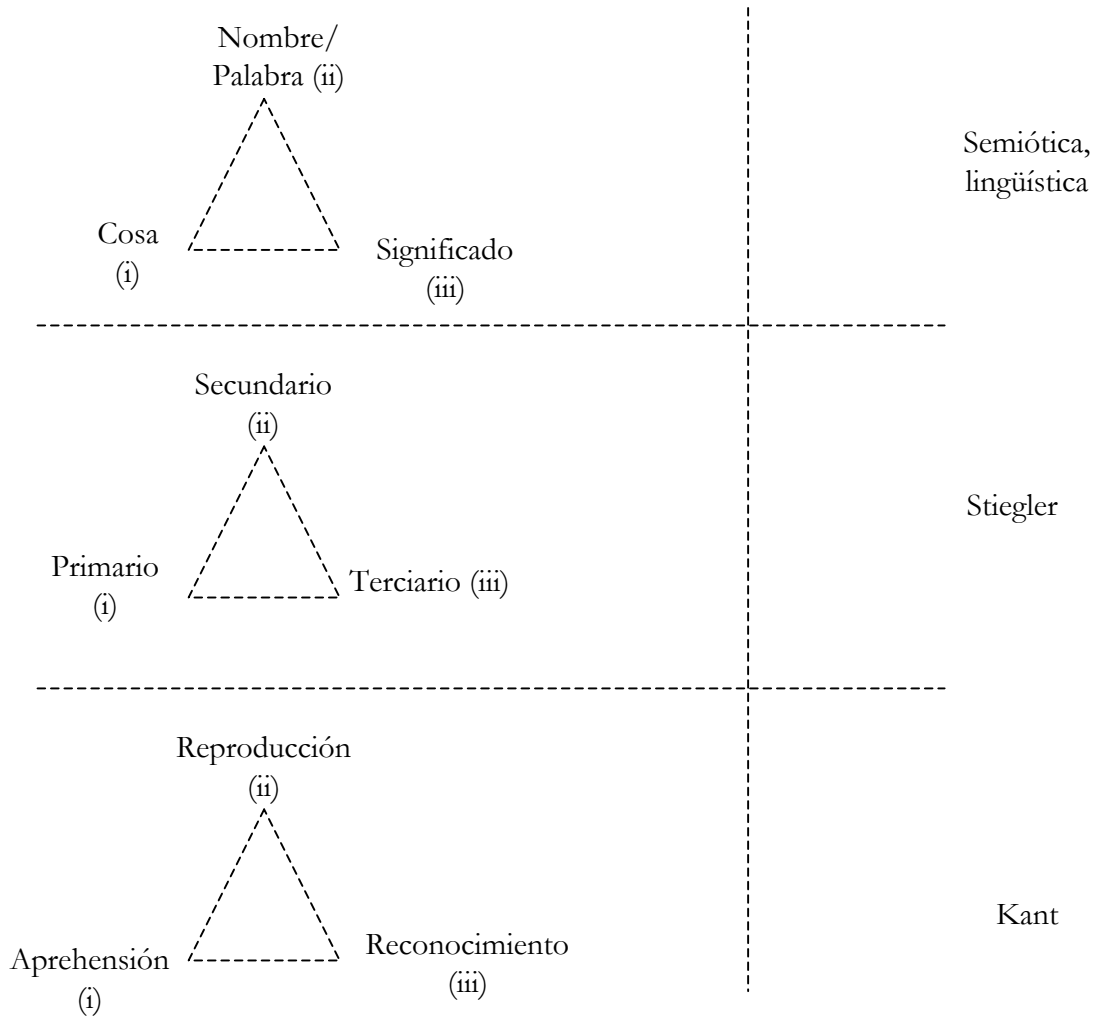 Nombre/
Palabra (ii)
Cosa
(i)
Significado
(iii)
Semiótica,
lingüística
Secundario
(ii)
Primario
(i)
Terciario (iii)
Stiegler
Reproducción
(ii)
Aprehensión
(i)
Reconocimiento
(iii)
Kant